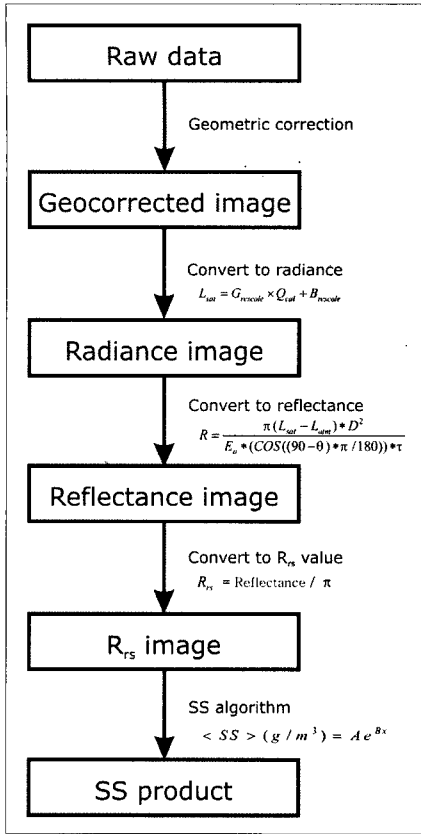 Raw data
Geometric correction
Geocorrected image
Convert to radiance
L_sat = G_rescale × Q_cal + B_rescale
Radiance image
Convert to reflectance
R = π(L_sat − L_atm) * D² / E_o * (COS((90 − θ) * π / 180)) * τ
Reflectance image
Convert to R_rs value
R_rs = Reflectance / π
R_rs image
SS algorithm
< SS > (g / m³) = A e^Bx
SS product